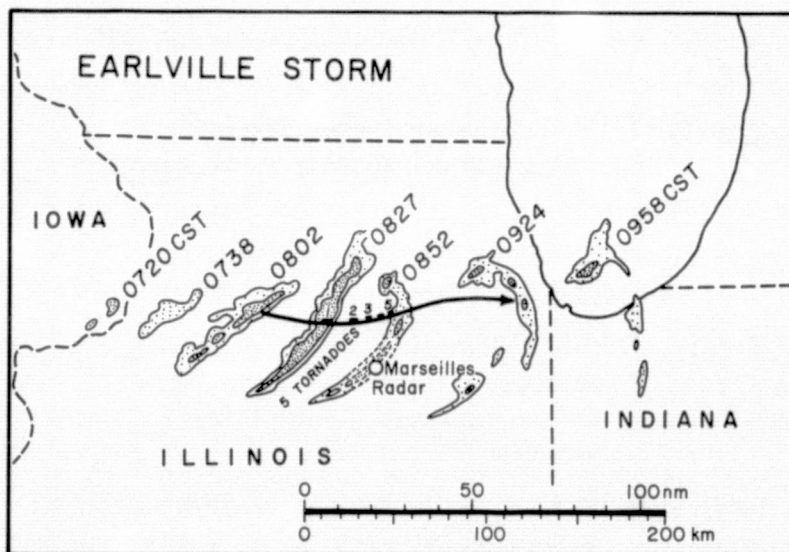 EARLVILLE STORM
IOWA
0720 CST
0738
0802
0827
0852
0924
0958 CST
2 3 5
5 TORNADOES
Marseilles
Radar
INDIANA
ILLINOIS
0 50 100 nm
0 100 200 km